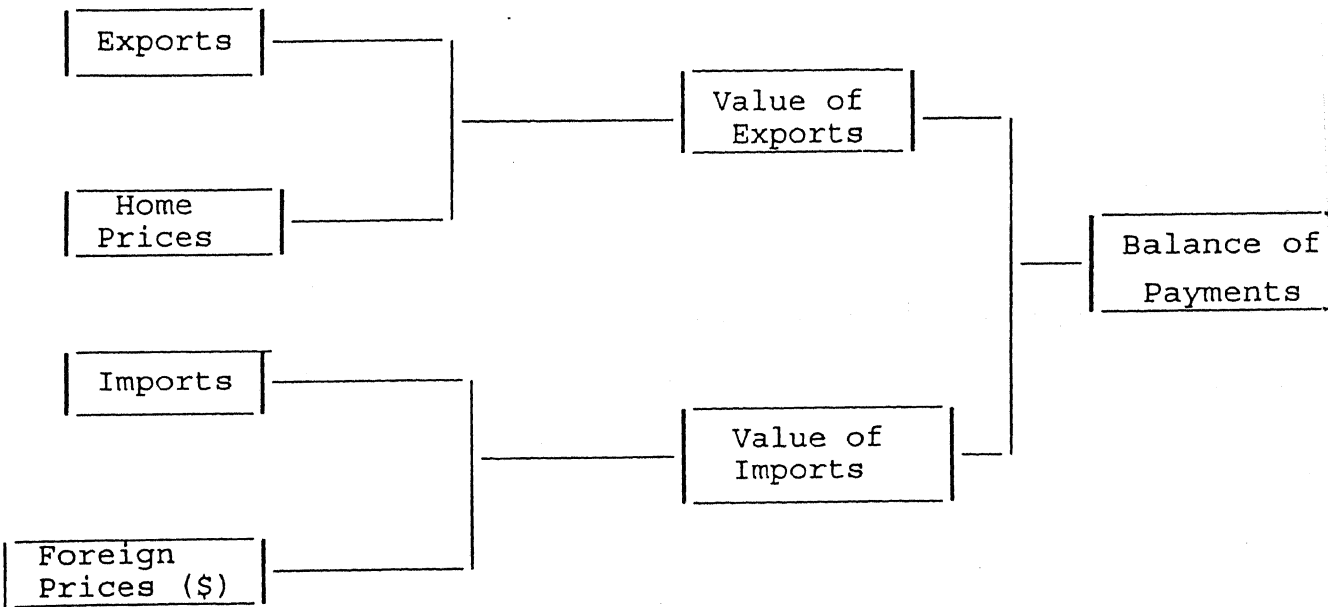 Exports
Value of
Exports
Home
Prices
Balance of
Payments
Imports
Value of
Imports
Foreign
Prices ($)